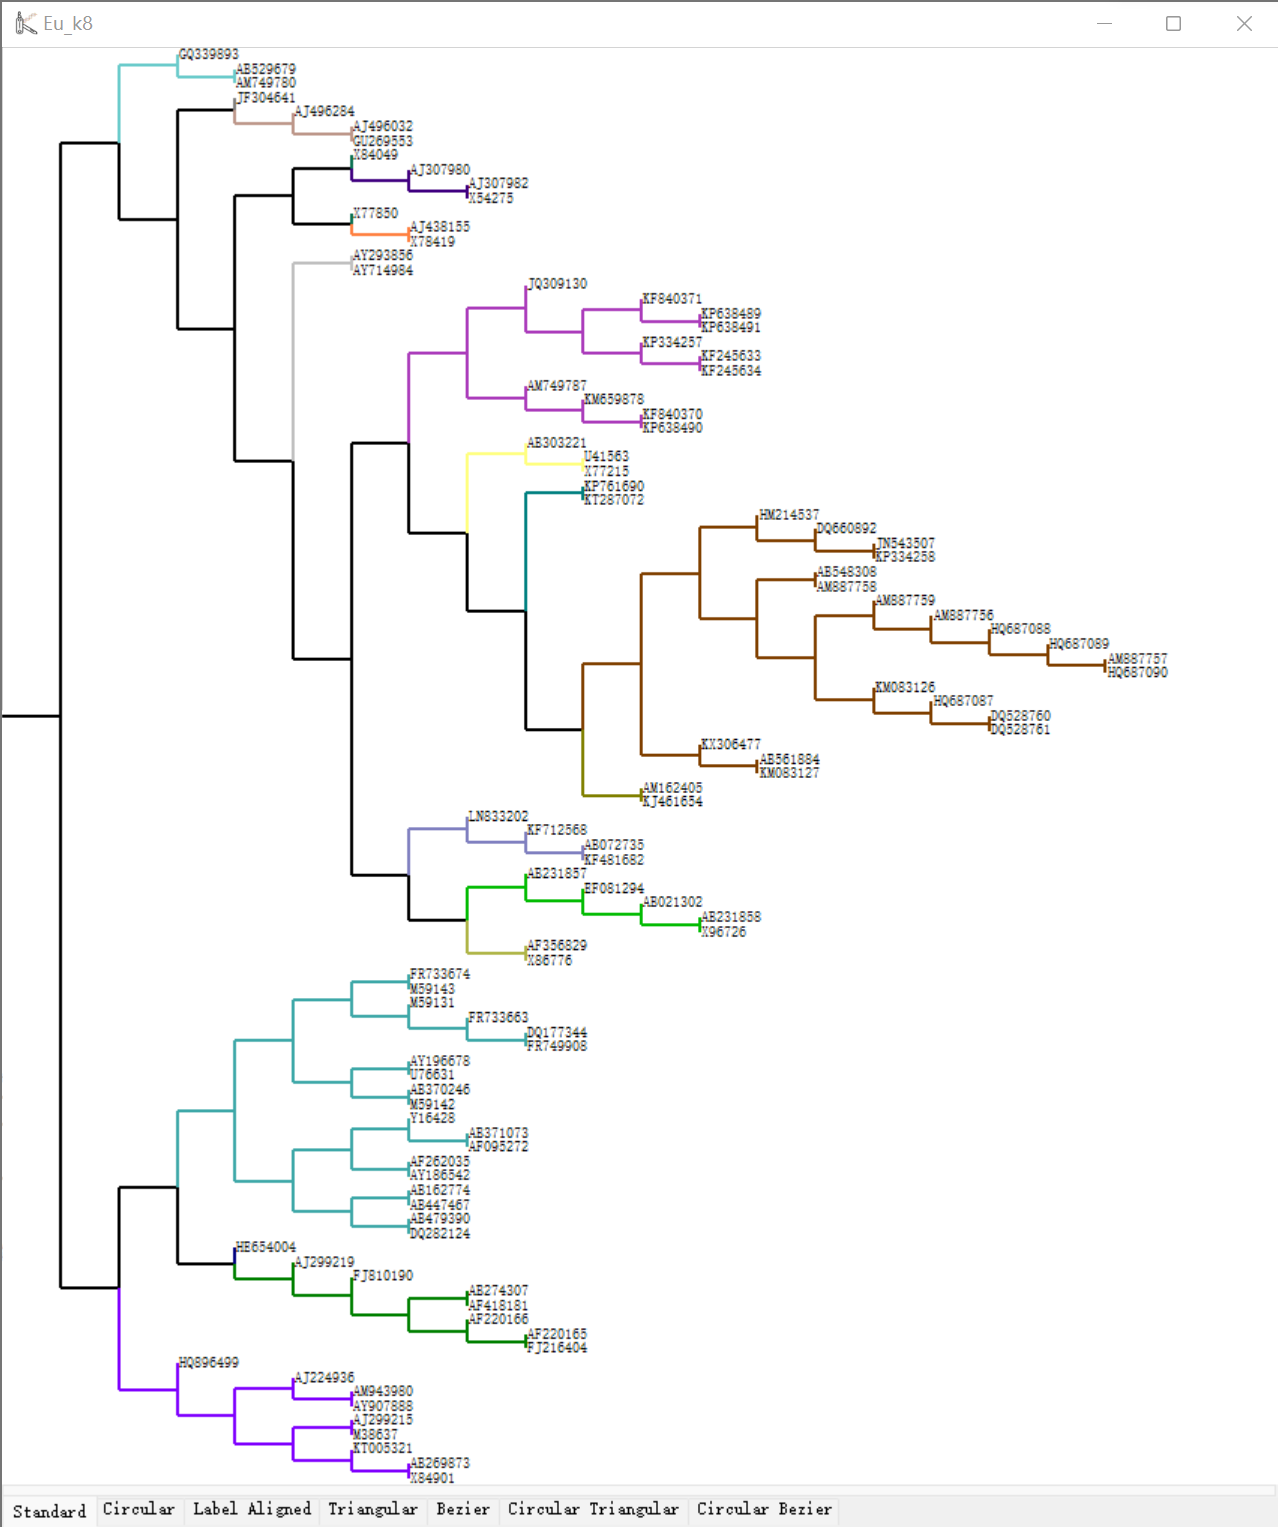 Eu_k8
GQ339893
AB529679
AM749780
JF304641
AJ496284
AJ496032
GU269553
X84049
AJ307980
AJ307982
X54275
X77850
AJ438155
X78419
AY293856
AY714984
JQ309130
KF840371
KP638489
KP638491
KP334257
KF245633
KF245634
AM749787
KM659878
KF840370
KP638490
AB303221
U41563
X77215
KP761690
KT287072
HM214537
DQ660892
JN543507
KP334258
AB548308
AM887758
AM887759
AM887756
HQ687088
HQ687089
AM887757
HQ687090
KM083126
HQ687087
DQ528760
DQ528761
KX306477
AB561884
KM083127
AM162405
KJ461654
LN833202
KF712568
AB072735
KF481682
AB231857
EF081294
AB021302
AB231858
X96726
AF356829
X86776
FR733674
M59143
M59131
FR733663
DQ177344
FR749908
AY196678
U76631
AB370246
M59142
Y16428
AB371073
AF095272
AF262035
AY186542
AB162774
AB447467
AB479390
DQ282124
HE654004
AJ299219
FJ810190
AB274307
AF418181
AF220166
AF220165
FJ216404
HQ896499
AJ224936
AM943980
AY907888
AJ299215
M38637
KT005321
AB269873
X84901
Standard Circular Label Aligned Triangular Bezier Circular Triangular Circular Bezier